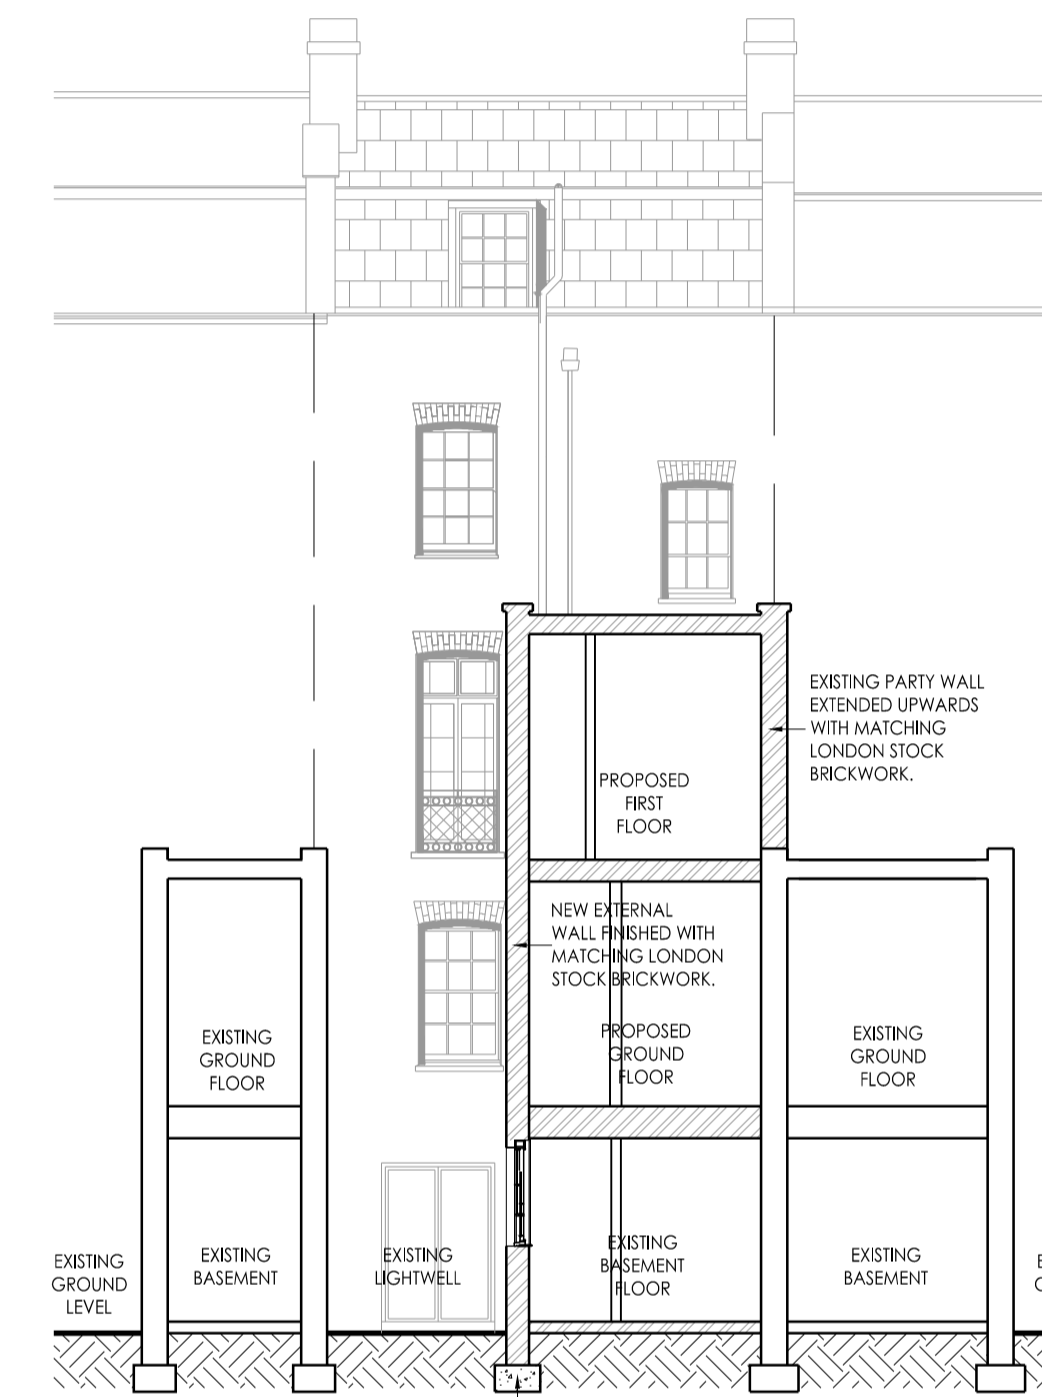 EXISTING PARTY WALL
EXTENDED UPWARDS
WITH MATCHING
LONDON STOCK
BRICKWORK.
PROPOSED
FIRST
FLOOR
NEW EXTERNAL
WALL FINISHED WITH
MATCHING LONDON
STOCK BRICKWORK.
EXISTING
GROUND
FLOOR
PROPOSED
GROUND
FLOOR
EXISTING
GROUND
FLOOR
EXISTING
GROUND
LEVEL
EXISTING
BASEMENT
EXISTING
LIGHTWELL
EXISTING
BASEMENT
FLOOR
EXISTING
BASEMENT